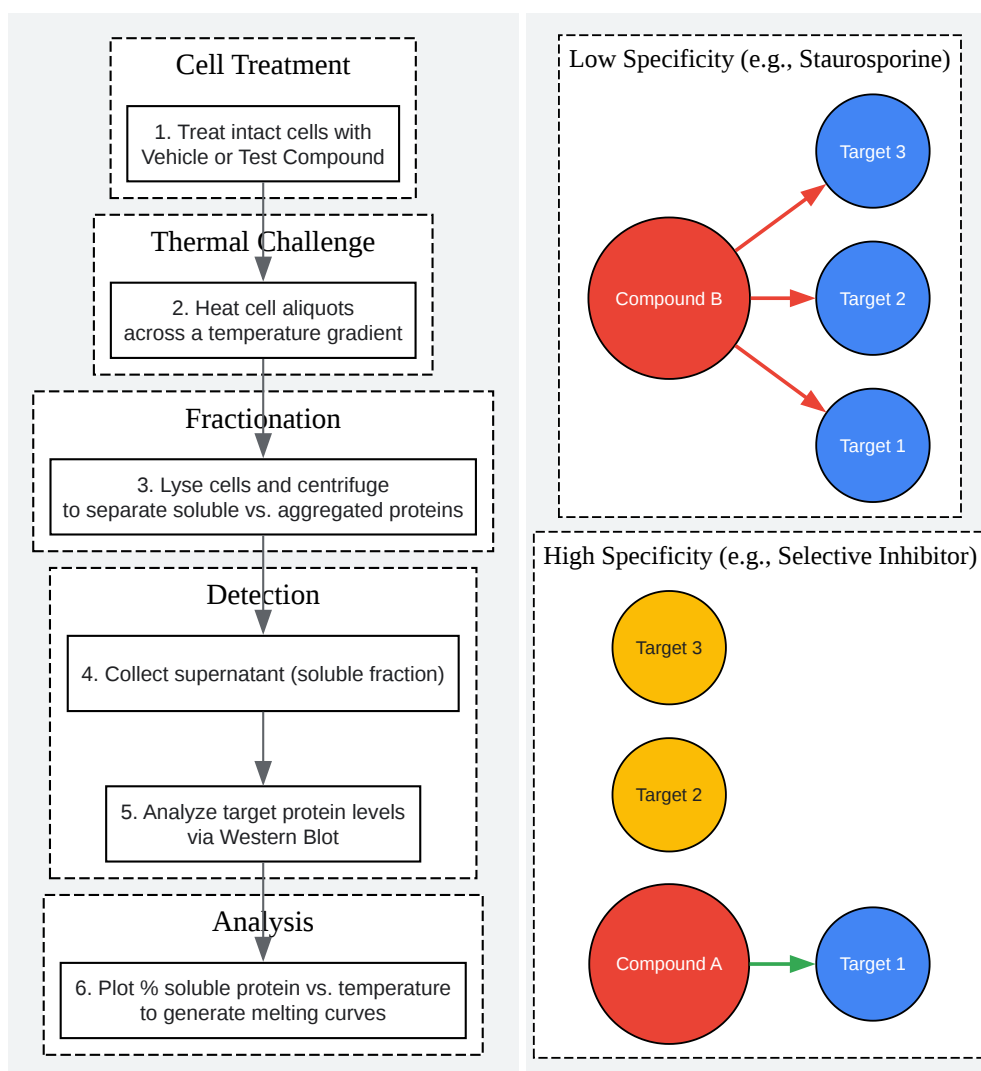 Cell Treatment
1. Treat intact cells with
Vehicle or Test Compound
Thermal Challenge
2. Heat cell aliquots
across a temperature gradient
Fractionation
3. Lyse cells and centrifuge
to separate soluble vs. aggregated proteins
Detection
4. Collect supernatant (soluble fraction)
5. Analyze target protein levels
via Western Blot
Analysis
6. Plot % soluble protein vs. temperature
to generate melting curves
Low Specificity (e.g., Staurosporine)
Target 3
Compound B
Target 2
Target 1
High Specificity (e.g., Selective Inhibitor)
Target 3
Target 2
Compound A
Target 1